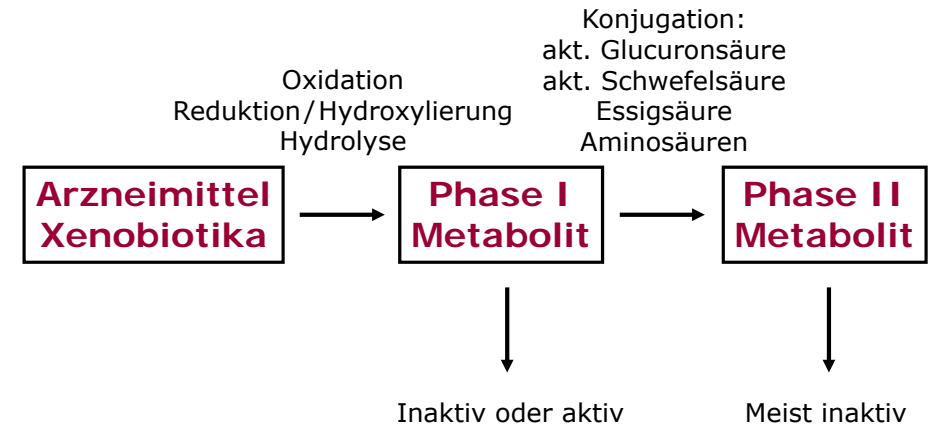 Konjugation:
akt. Glucuronsäure
akt. Schwefelsäure
Essigsäure
Aminosäuren
Oxidation
Reduktion/Hydroxylierung
Hydrolyse
Arzneimittel
Xenobiotika
Phase I
Metabolit
Phase II
Metabolit
Inaktiv oder aktiv
Meist inaktiv